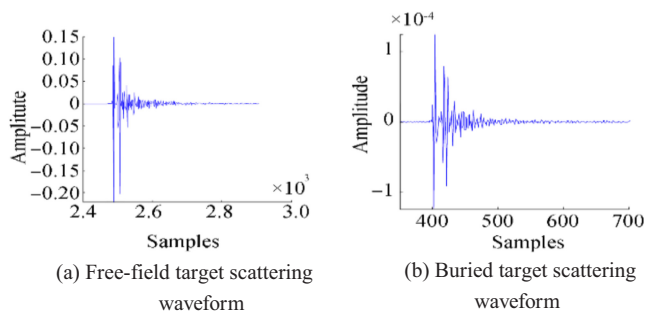 0.15
0.10
0.05
0
−0.05
−0.10
−0.15
−0.20
Amplitute
2.4 2.6 2.8 3.0
×10³
Samples
(a) Free-field target scattering
waveform
×10⁻⁴
1
0
−1
Amplitude
400 500 600 700
Samples
(b) Buried target scattering
waveform